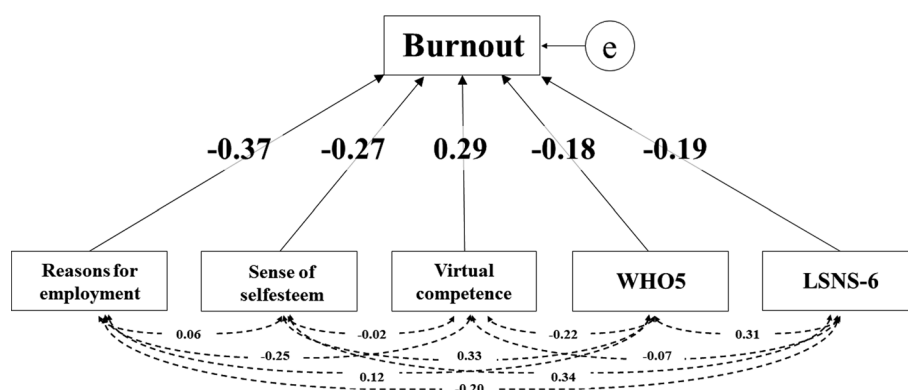 Burnout
e
-0.37
-0.27
0.29
-0.18
-0.19
Reasons for
employment
Sense of
selfesteem
Virtual
competence
WHO5
LSNS-6
0.06
-0.02
-0.22
0.31
-0.25
0.33
-0.07
0.12
0.34
-0.20